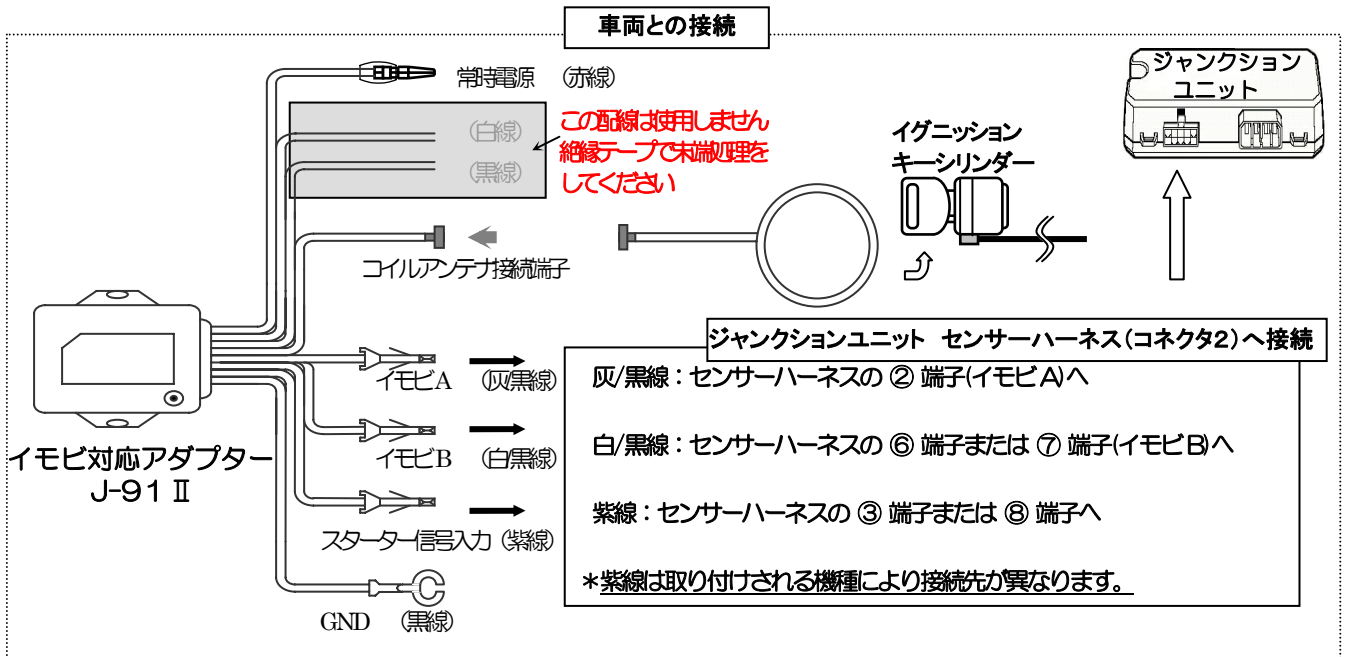 車両との接続
常時電源 (赤線)
(白線)
(黒線)
この配線は使用しません
絶縁テープで末端処理を
してください
コイルアンテナ接続端子
イグニッション
キーシリンダー
ジャンクション
ユニット
イモビ対応アダプター
J-91Ⅱ
イモビA (灰黒線)
イモビB (白黒線)
スターター信号入力 (紫線)
GND (黒線)
ジャンクションユニット センサーハーネス(コネクタ2)へ接続
灰/黒線:センサーハーネスの ② 端子(イモビA)へ
白/黒線:センサーハーネスの ⑥ 端子または ⑦ 端子(イモビB)へ
紫線:センサーハーネスの ③ 端子または ⑧ 端子へ
*紫線は取り付けされる機種により接続先が異なります。